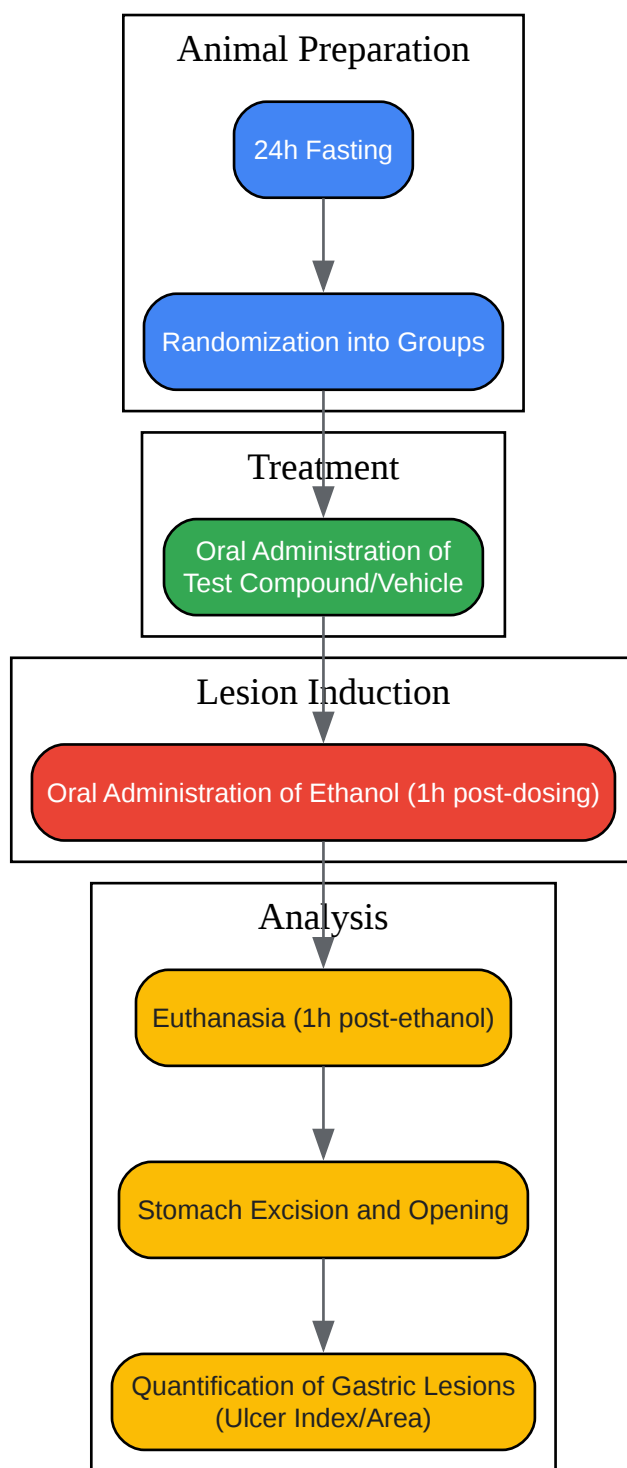 Animal Preparation
24h Fasting
Randomization into Groups
Treatment
Oral Administration of
Test Compound/Vehicle
Lesion Induction
Oral Administration of Ethanol (1h post-dosing)
Analysis
Euthanasia (1h post-ethanol)
Stomach Excision and Opening
Quantification of Gastric Lesions
(Ulcer Index/Area)